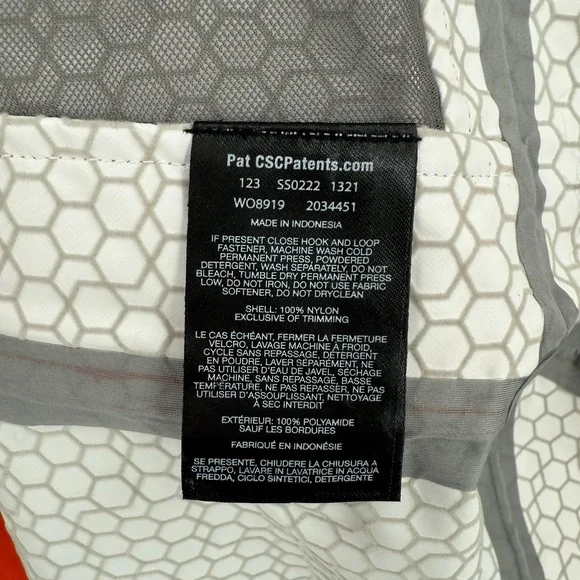 Pat CSCPatents.com
123 SS0222 1321
WO8919 2034451
MADE IN INDONESIA
IF PRESENT CLOSE HOOK AND LOOP
FASTENER, MACHINE WASH COLD
PERMANENT PRESS, POWDERED
DETERGENT, WASH SEPARATELY, DO NOT
BLEACH, TUMBLE DRY PERMANENT PRESS
LOW, DO NOT IRON, DO NOT USE FABRIC
SOFTENER, DO NOT DRYCLEAN
SHELL: 100% NYLON
EXCLUSIVE OF TRIMMING
LE CAS ÉCHÉANT, FERMER LA FERMETURE
VELCRO, LAVAGE MACHINE A FROID,
CYCLE SANS REPASSAGE, DÉTERGENT
EN POUDRE, LAVER SÉPARÉMENT, NE
PAS UTILISER D'EAU DE JAVEL, SÉCHAGE
MACHINE, SANS REPASSAGE, BASSE
TEMPÉRATURE, NE PAS REPASSER, NE PAS
UTILISER D'ASSOUPLISSANT, NETTOYAGE
À SEC INTERDIT
EXTÉRIEUR: 100% POLYAMIDE
SAUF LES BORDURES
FABRIQUÉ EN INDONÉSIE
SE PRESENTE, CHIUDERE LA CHIUSURA A
STRAPPO, LAVARE IN LAVATRICE IN ACQUA
FREDDA, CICLO SINTETICI, DETERGENTE